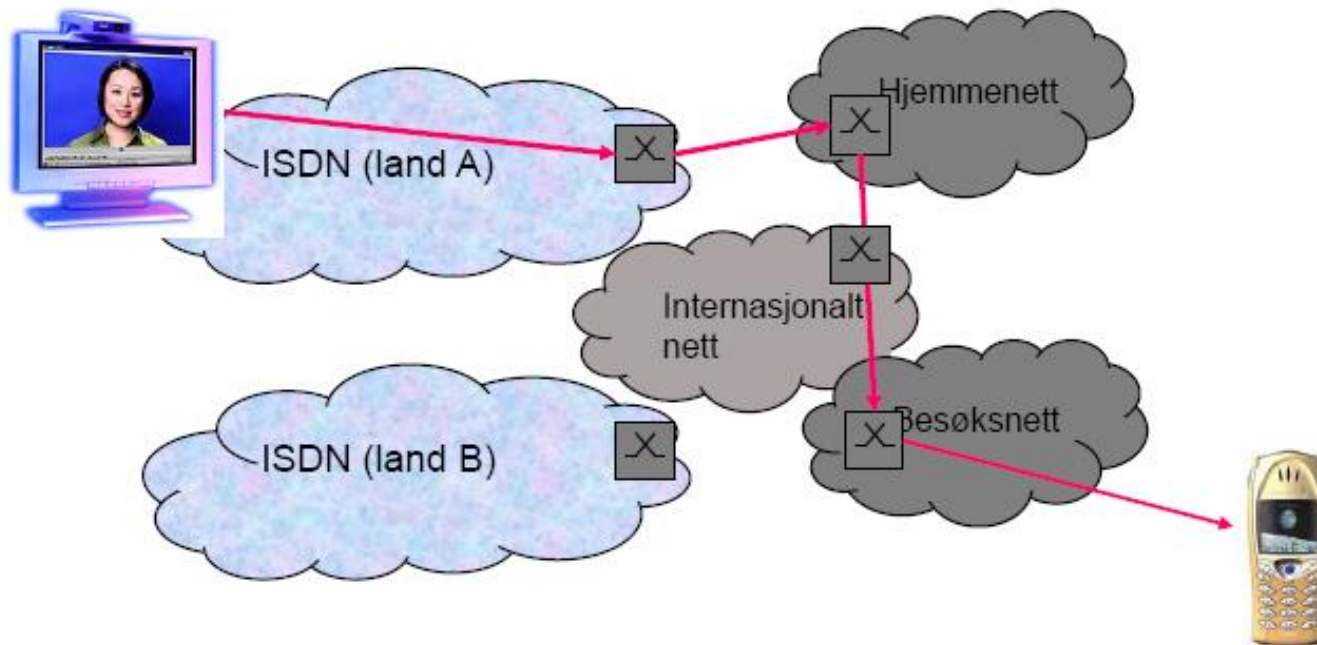 Hjemmenett
ISDN (land A)
Internasjonalt
nett
Besøksnett
ISDN (land B)